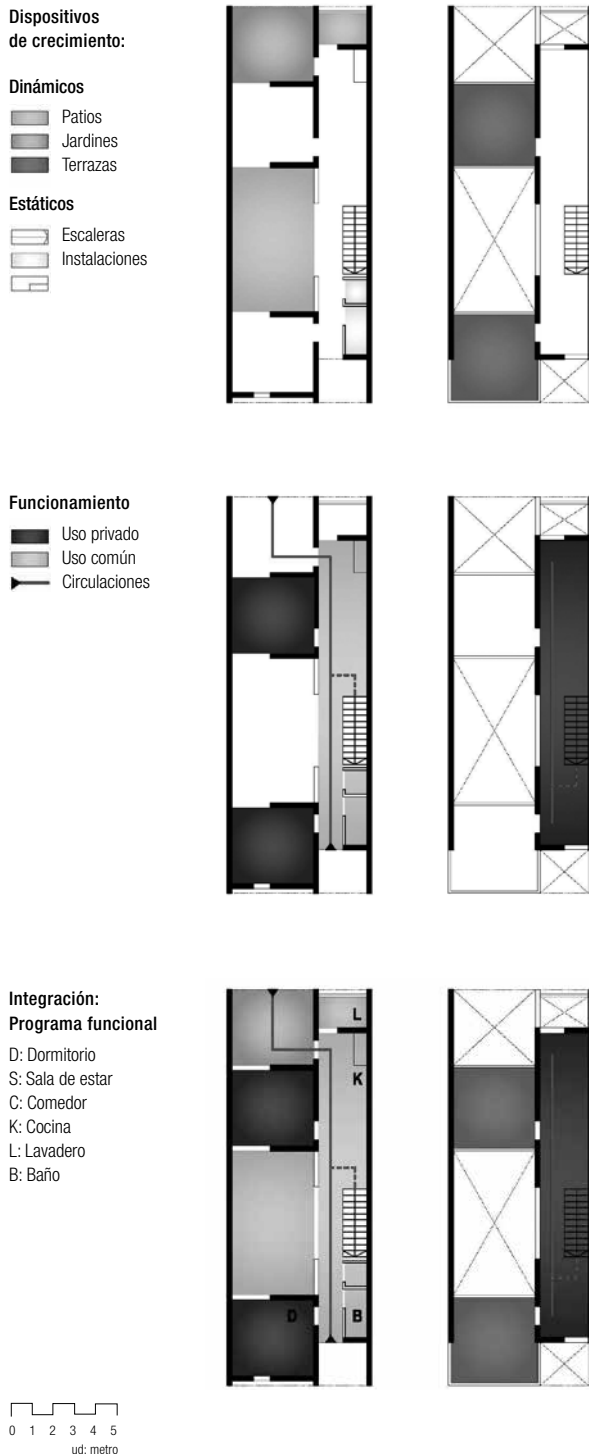 Dispositivos
de crecimiento:
Dinámicos
Patios
Jardines
Terrazas
Estáticos
Escaleras
Instalaciones
Funcionamiento
Uso privado
Uso común
Circulaciones
Integración:
Programa funcional
D: Dormitorio
S: Sala de estar
C: Comedor
K: Cocina
L: Lavadero
B: Baño
L
K
D
B
0 1 2 3 4 5
ud: metro